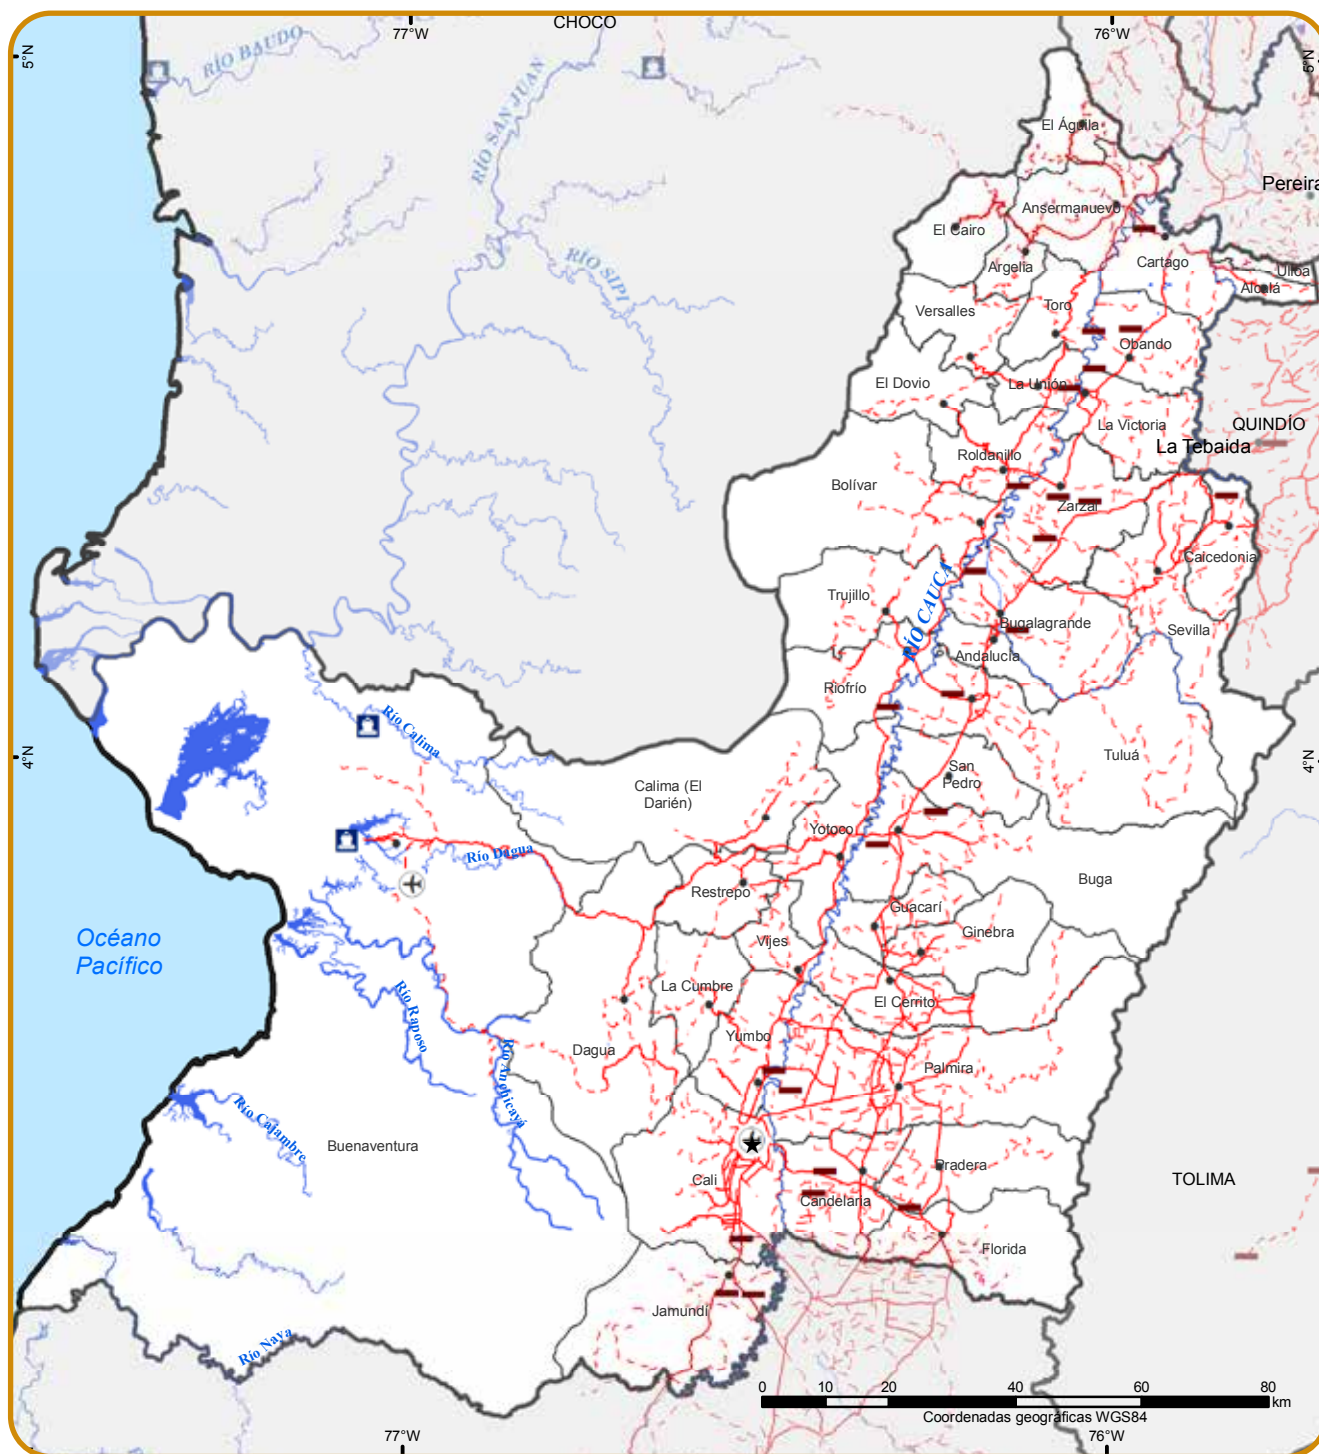 CHOCO
77°W
76°W
5°N
5°N
RÍO BAUDO
RÍO SAN JUAN
El Águila
Pereira
Ansermanuevo
El Cairo
Argelia
Cartago
Ulloa
Alcalá
RÍO SIPI
Versalles
Toro
Obando
El Dovio
La Unión
La Victoria
QUINDÍO
La Tebaida
Roldanillo
Bolívar
Zarzal
Caicedonia
Trujillo
RÍO CAUCA
Bugalagrande
Sevilla
Andalucía
Riofrío
Río Calima
4°N
4°N
Tuluá
San
Pedro
Calima (El
Darién)
Yotoco
Río Dagua
Restrepo
Buga
Guacarí
Ginebra
Océano
Pacífico
Vijes
La Cumbre
El Cerrito
Río Raposo
Yumbo
Dagua
Río Anchicayá
Palmira
Río Cajambre
Buenaventura
Cali
Pradera
TOLIMA
Candelaria
Florida
Jamundí
Río Naya
0
10
20
40
60
80
km
Coordenadas geográficas WGS84
77°W
76°W